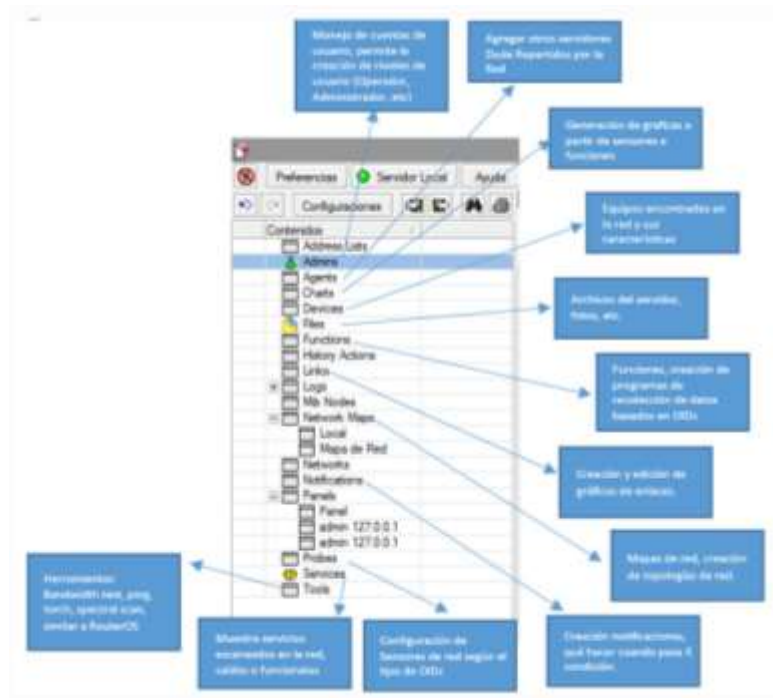 Manejo de cuentas de
usuario, permite la
creación de niveles de
usuario (Operador,
Administrador, etc)
Agregar otros servidores
Dude Repartidos por la
Red
Generación de graficas a
partir de sensores o
funciones
Equipos encontrados en
la red y sus
características
Archivos del servidor,
fotos, etc.
Funciones, creación de
programas de
recolección de datos
basados en OIDs
Creación y edición de
gráficos de enlaces.
Mapas de red, creación
de topologías de red
Creación notificaciones,
qué hacer cuando pasa X
condición
Configuración de
Sensores de red según el
tipo de OIDs
Muestra servicios
encontrados en la red,
caídos o funcionales
Herramientas:
Bandwidth test, ping,
torch, spectral scan,
similar a RouterOS
Preferencias Servidor Local Ayuda
Configuraciones
Contenidos
Address Lists
Admins
Agents
Charts
Devices
Files
Functions
History Actions
Links
Logs
Mib Nodes
Network Maps
Local
Mapa de Red
Networks
Notifications
Panels
Panel
admin 127.0.0.1
admin 127.0.0.1
Probes
Services
Tools